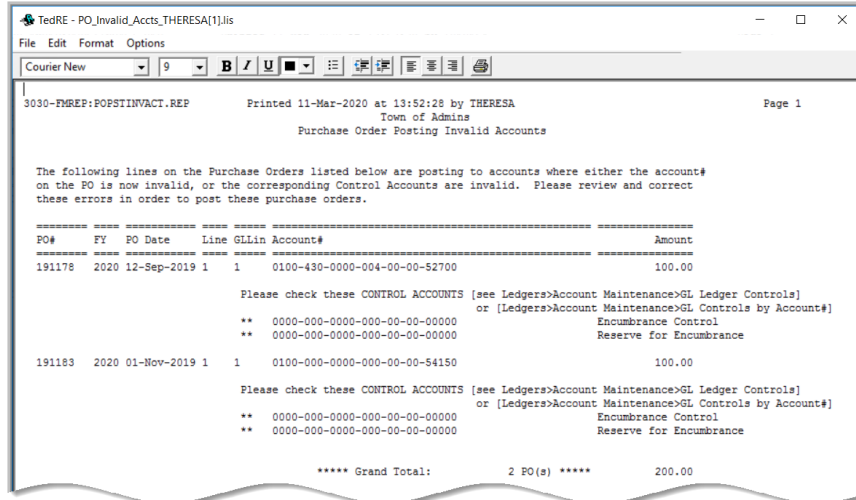 TedRE - PO_Invalid_Accts_THERESA[1].lis
File Edit Format Options
Courier New 9 B I U
3030-FMREP:POPSTINVACT.REP Printed 11-Mar-2020 at 13:52:28 by THERESA Page 1
Town of Admins
Purchase Order Posting Invalid Accounts
The following lines on the Purchase Orders listed below are posting to accounts where either the account#
on the PO is now invalid, or the corresponding Control Accounts are invalid. Please review and correct
these errors in order to post these purchase orders.
PO# FY PO Date Line GLLin Account# Amount
191178 2020 12-Sep-2019 1 1 0100-430-0000-004-00-00-52700 100.00
Please check these CONTROL ACCOUNTS [see Ledgers>Account Maintenance>GL Ledger Controls]
or [Ledgers>Account Maintenance>GL Controls by Account#]
** 0000-000-0000-000-00-00-00000 Encumbrance Control
** 0000-000-0000-000-00-00-00000 Reserve for Encumbrance
191183 2020 01-Nov-2019 1 1 0100-000-0000-000-00-00-54150 100.00
Please check these CONTROL ACCOUNTS [see Ledgers>Account Maintenance>GL Ledger Controls]
or [Ledgers>Account Maintenance>GL Controls by Account#]
** 0000-000-0000-000-00-00-00000 Encumbrance Control
** 0000-000-0000-000-00-00-00000 Reserve for Encumbrance
***** Grand Total: 2 PO(s) ***** 200.00